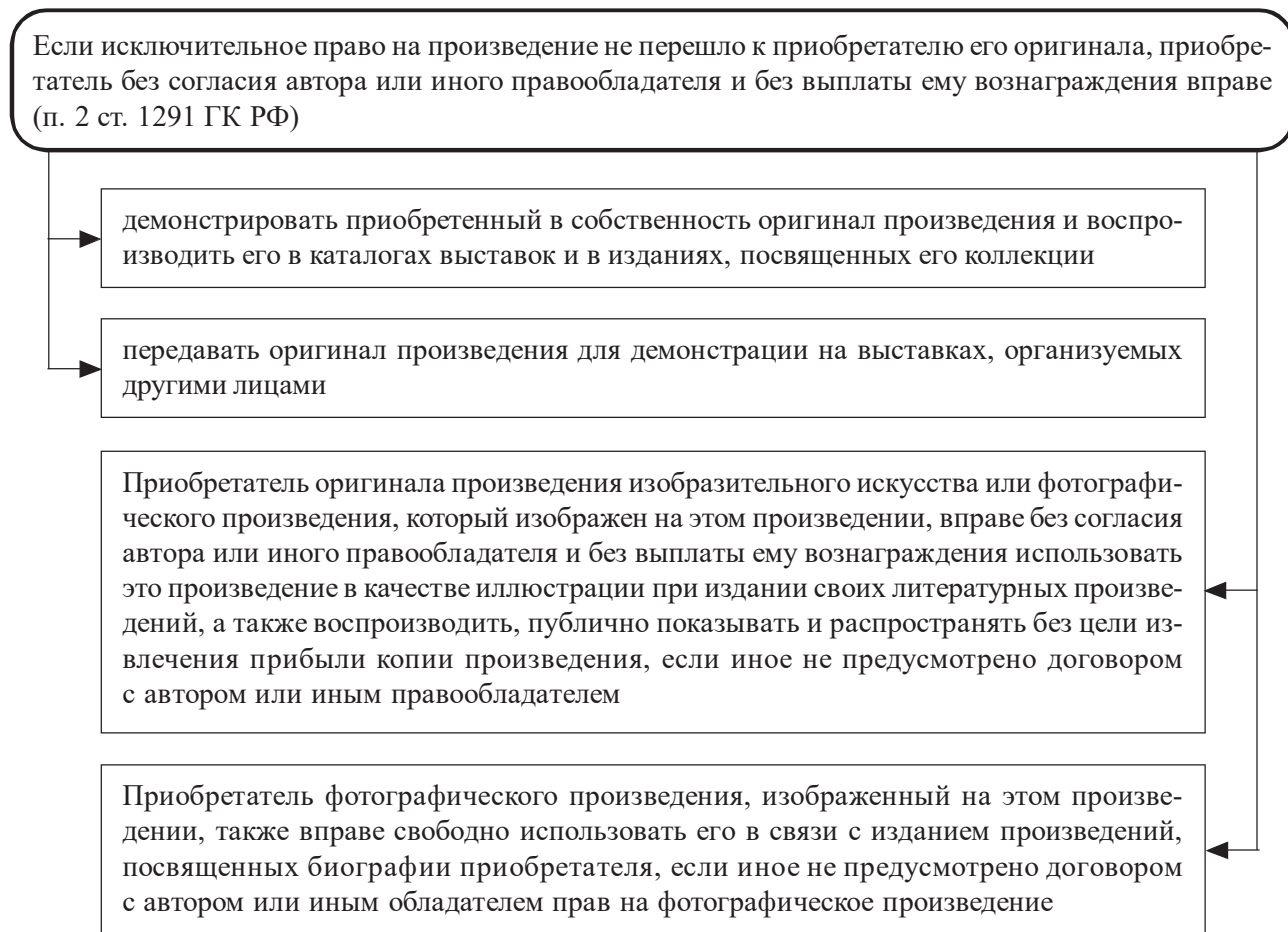 Если исключительное право на произведение не перешло к приобретателю его оригинала, приобре-
татель без согласия автора или иного правообладателя и без выплаты ему вознаграждения вправе
(п. 2 ст. 1291 ГК РФ)
демонстрировать приобретенный в собственность оригинал произведения и воспро-
изводить его в каталогах выставок и в изданиях, посвященных его коллекции
передавать оригинал произведения для демонстрации на выставках, организуемых
другими лицами
Приобретатель оригинала произведения изобразительного искусства или фотографи-
ческого произведения, который изображен на этом произведении, вправе без согласия
автора или иного правообладателя и без выплаты ему вознаграждения использовать
это произведение в качестве иллюстрации при издании своих литературных произве-
дений, а также воспроизводить, публично показывать и распространять без цели из-
влечения прибыли копии произведения, если иное не предусмотрено договором
с автором или иным правообладателем
Приобретатель фотографического произведения, изображенный на этом произве-
дении, также вправе свободно использовать его в связи с изданием произведений,
посвященных биографии приобретателя, если иное не предусмотрено договором
с автором или иным обладателем прав на фотографическое произведение